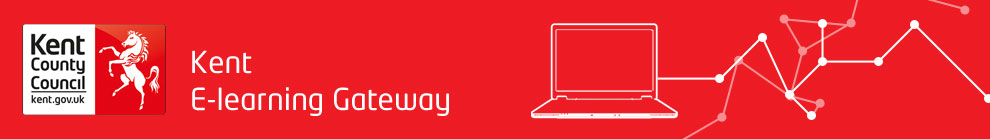 Kent
County
Council
kent.gov.uk
Kent
E-learning Gateway